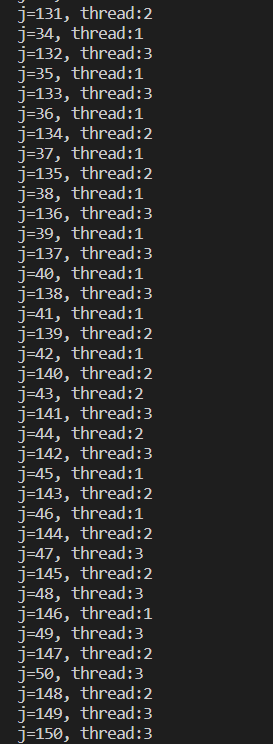 j=131, thread:2
j=34, thread:1
j=132, thread:3
j=35, thread:1
j=133, thread:3
j=36, thread:1
j=134, thread:2
j=37, thread:1
j=135, thread:2
j=38, thread:1
j=136, thread:3
j=39, thread:1
j=137, thread:3
j=40, thread:1
j=138, thread:3
j=41, thread:1
j=139, thread:2
j=42, thread:1
j=140, thread:2
j=43, thread:2
j=141, thread:3
j=44, thread:2
j=142, thread:3
j=45, thread:1
j=143, thread:2
j=46, thread:1
j=144, thread:2
j=47, thread:3
j=145, thread:2
j=48, thread:3
j=146, thread:1
j=49, thread:3
j=147, thread:2
j=50, thread:3
j=148, thread:2
j=149, thread:3
j=150, thread:3